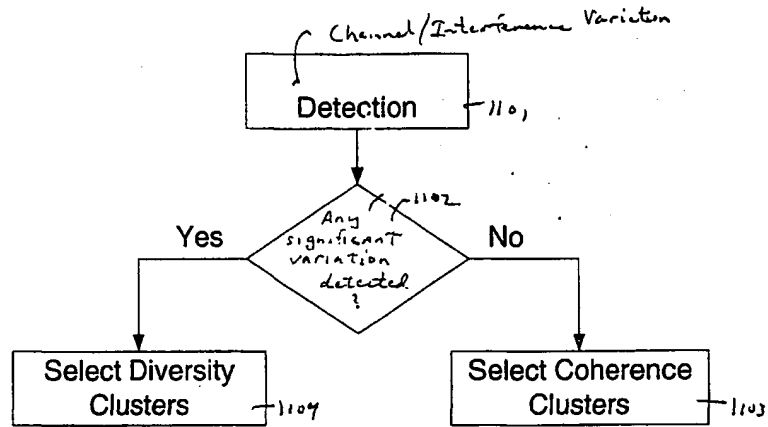 Channel/Interference Variation
Detection
1101
1102
Any
significant
variation
detected
?
Yes
No
Select Diversity
Clusters
1104
Select Coherence
Clusters
1103